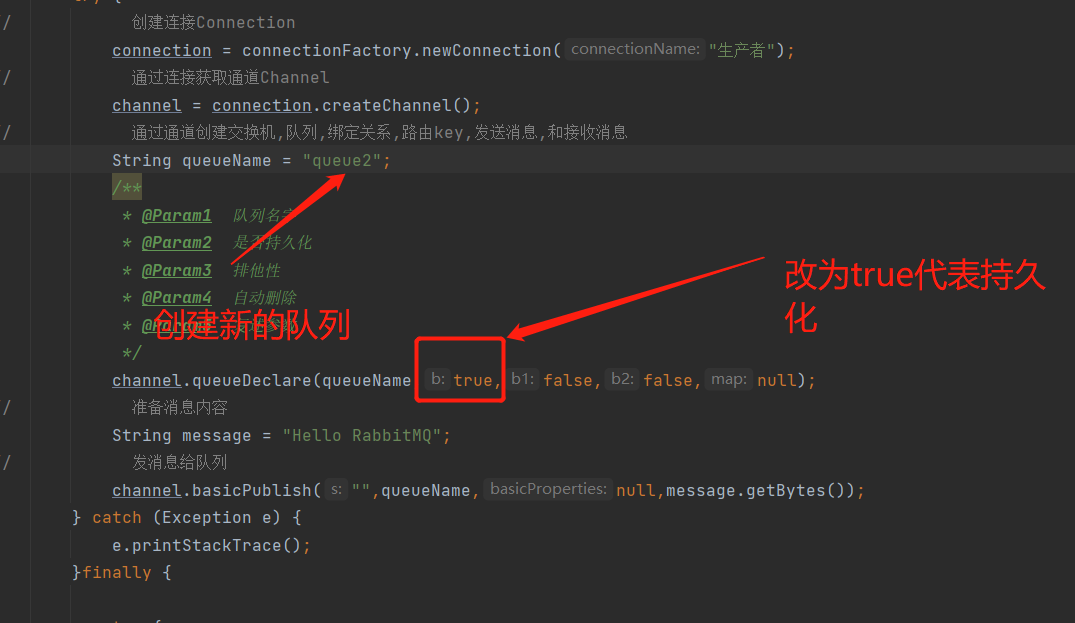 try {
// 创建连接Connection
connection = connectionFactory.newConnection( connectionName: "生产者");
// 通过连接获取通道Channel
channel = connection.createChannel();
// 通过通道创建交换机,队列,绑定关系,路由key,发送消息,和接收消息
String queueName = "queue2";
/**
* @Param1 队列名字
* @Param2 是否持久化
* @Param3 排他性
改为true代表持久
化
* @Param4 自动删除
创建新的队列
*/
channel.queueDeclare(queueName b: true, b1: false, b2: false, map: null);
// 准备消息内容
String message = "Hello RabbitMQ";
// 发消息给队列
channel.basicPublish( s: "",queueName, basicProperties: null,message.getBytes());
} catch (Exception e) {
e.printStackTrace();
}finally {